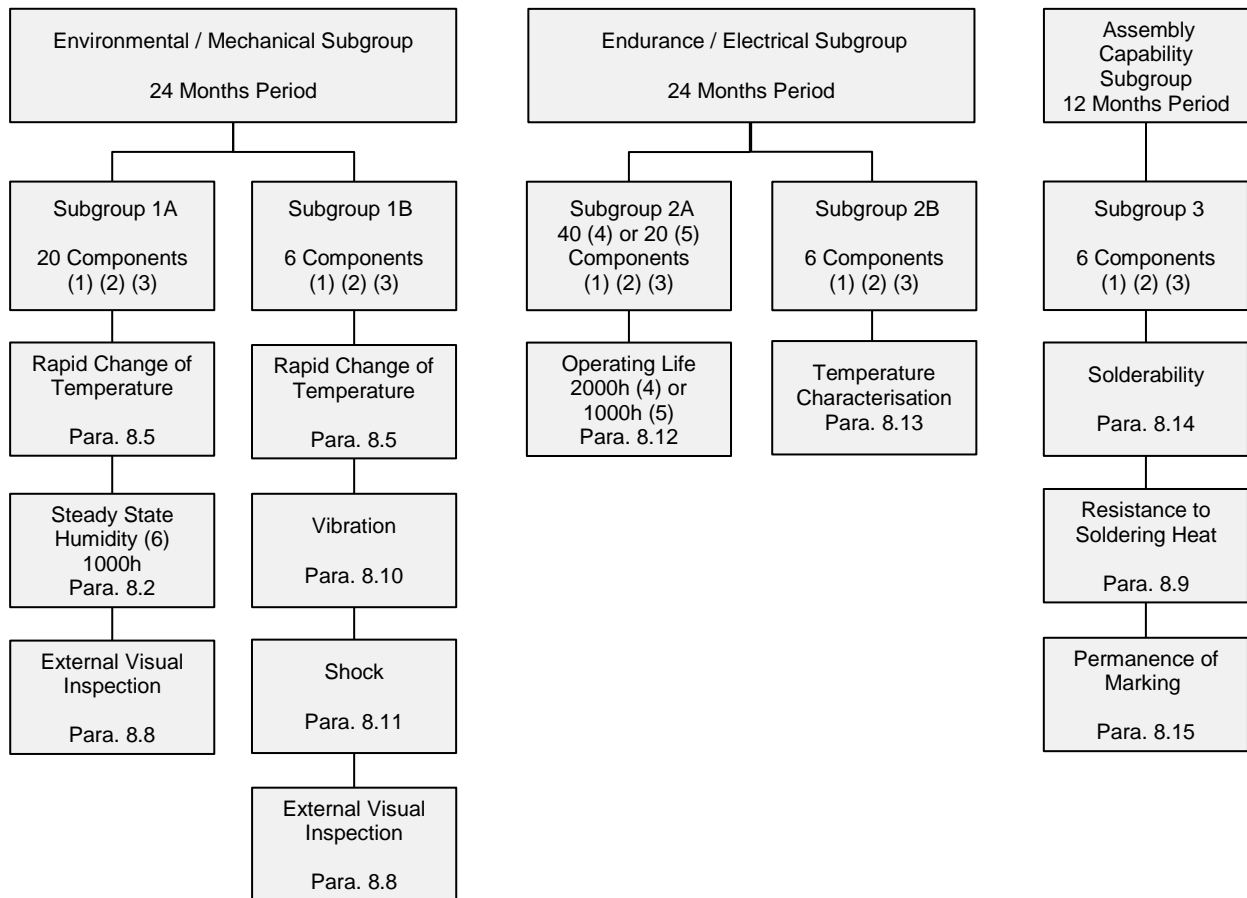 Environmental / Mechanical Subgroup
24 Months Period
Endurance / Electrical Subgroup
24 Months Period
Assembly
Capability
Subgroup
12 Months Period
Subgroup 1A
20 Components
(1) (2) (3)
Subgroup 1B
6 Components
(1) (2) (3)
Subgroup 2A
40 (4) or 20 (5)
Components
(1) (2) (3)
Subgroup 2B
6 Components
(1) (2) (3)
Subgroup 3
6 Components
(1) (2) (3)
Rapid Change of
Temperature
Para. 8.5
Rapid Change of
Temperature
Para. 8.5
Operating Life
2000h (4) or
1000h (5)
Para. 8.12
Temperature
Characterisation
Para. 8.13
Solderability
Para. 8.14
Steady State
Humidity (6)
1000h
Para. 8.2
Vibration
Para. 8.10
Resistance to
Soldering Heat
Para. 8.9
External Visual
Inspection
Para. 8.8
Shock
Para. 8.11
Permanence of
Marking
Para. 8.15
External Visual
Inspection
Para. 8.8